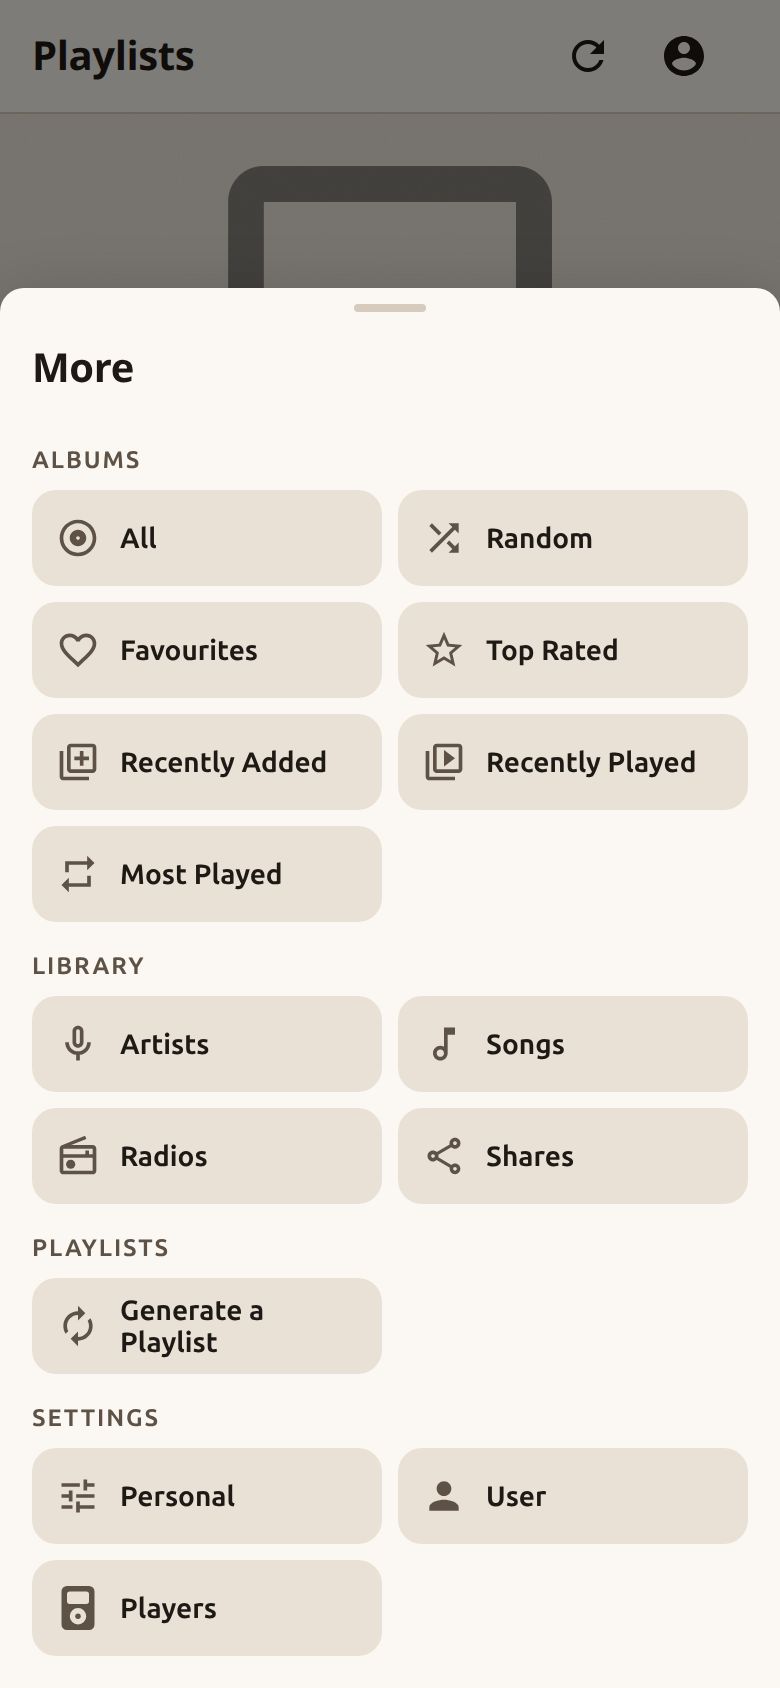 Playlists
More
ALBUMS
All
Random
Favourites
Top Rated
Recently Added
Recently Played
Most Played
LIBRARY
Artists
Songs
Radios
Shares
PLAYLISTS
Generate a
Playlist
SETTINGS
Personal
User
Players